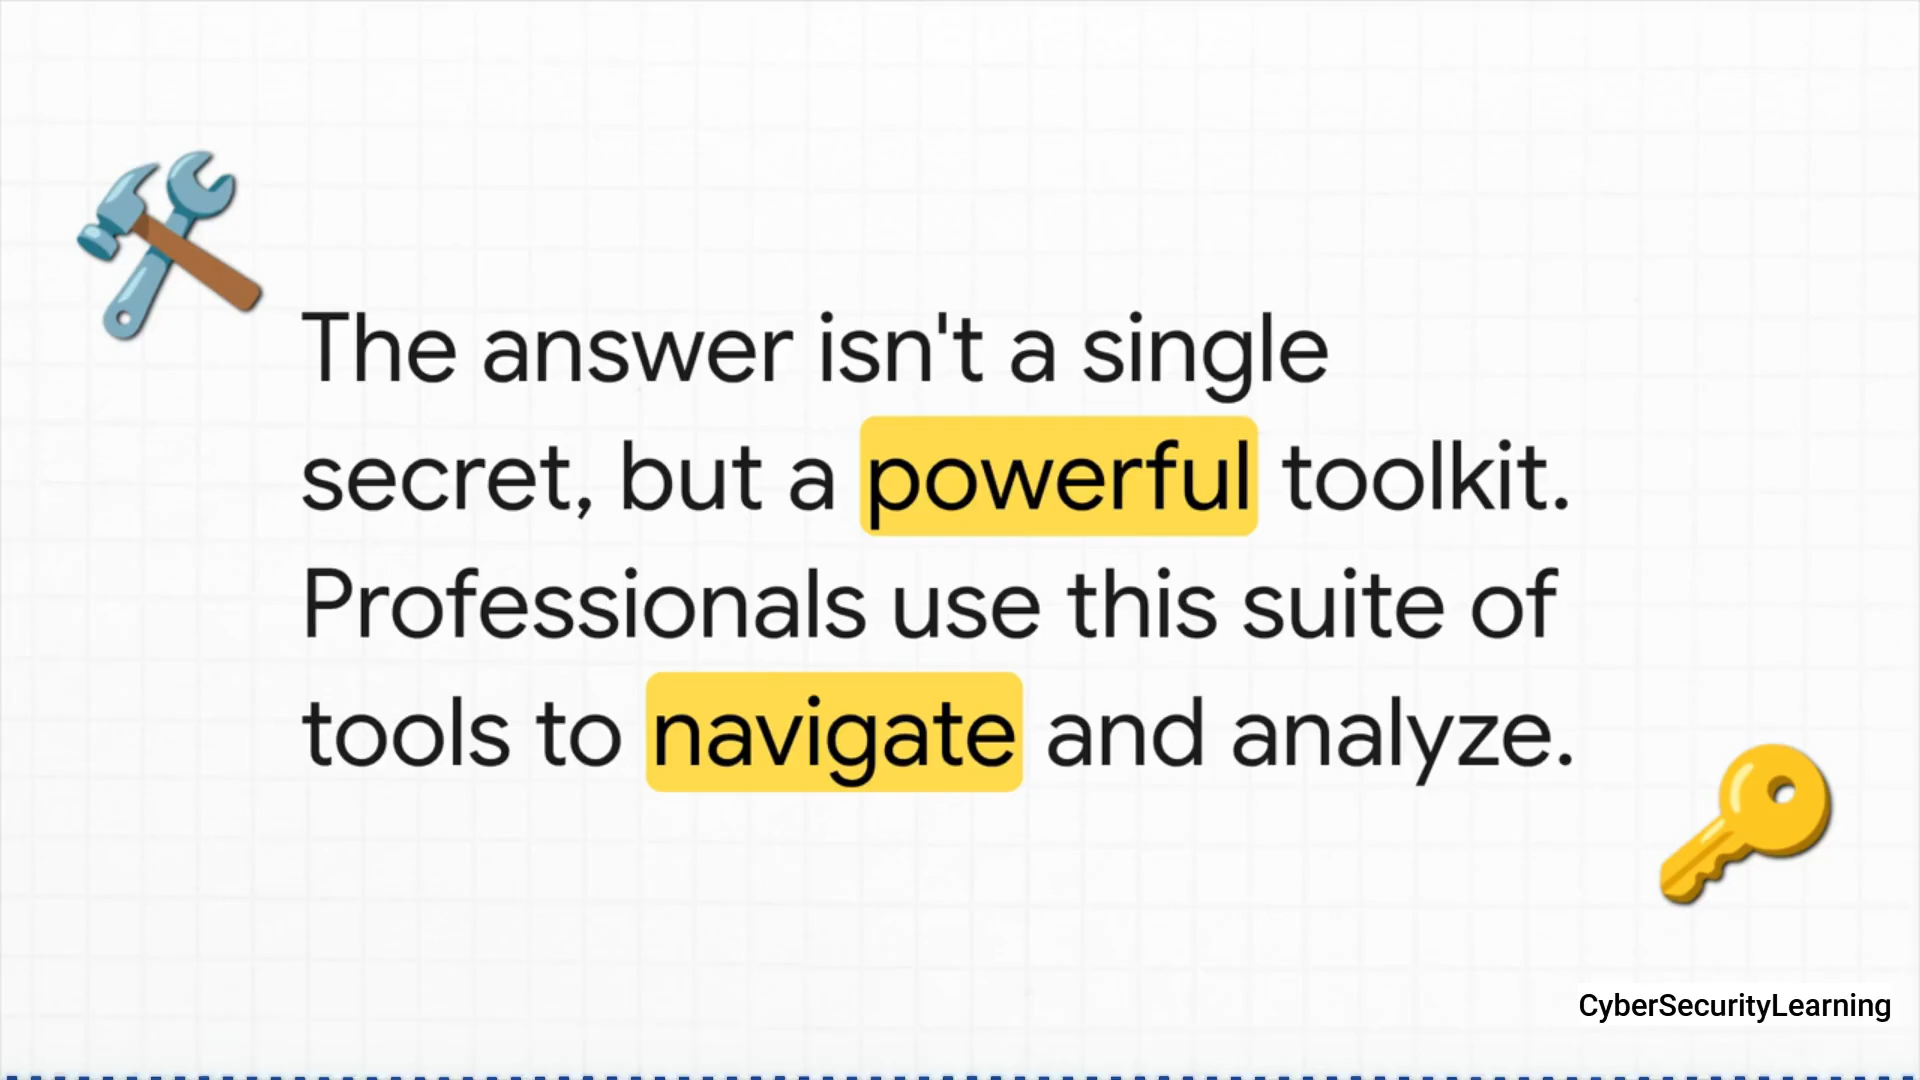 The answer isn't a single
secret, but a powerful toolkit.
Professionals use this suite of
tools to navigate and analyze.
CyberSecurityLearning